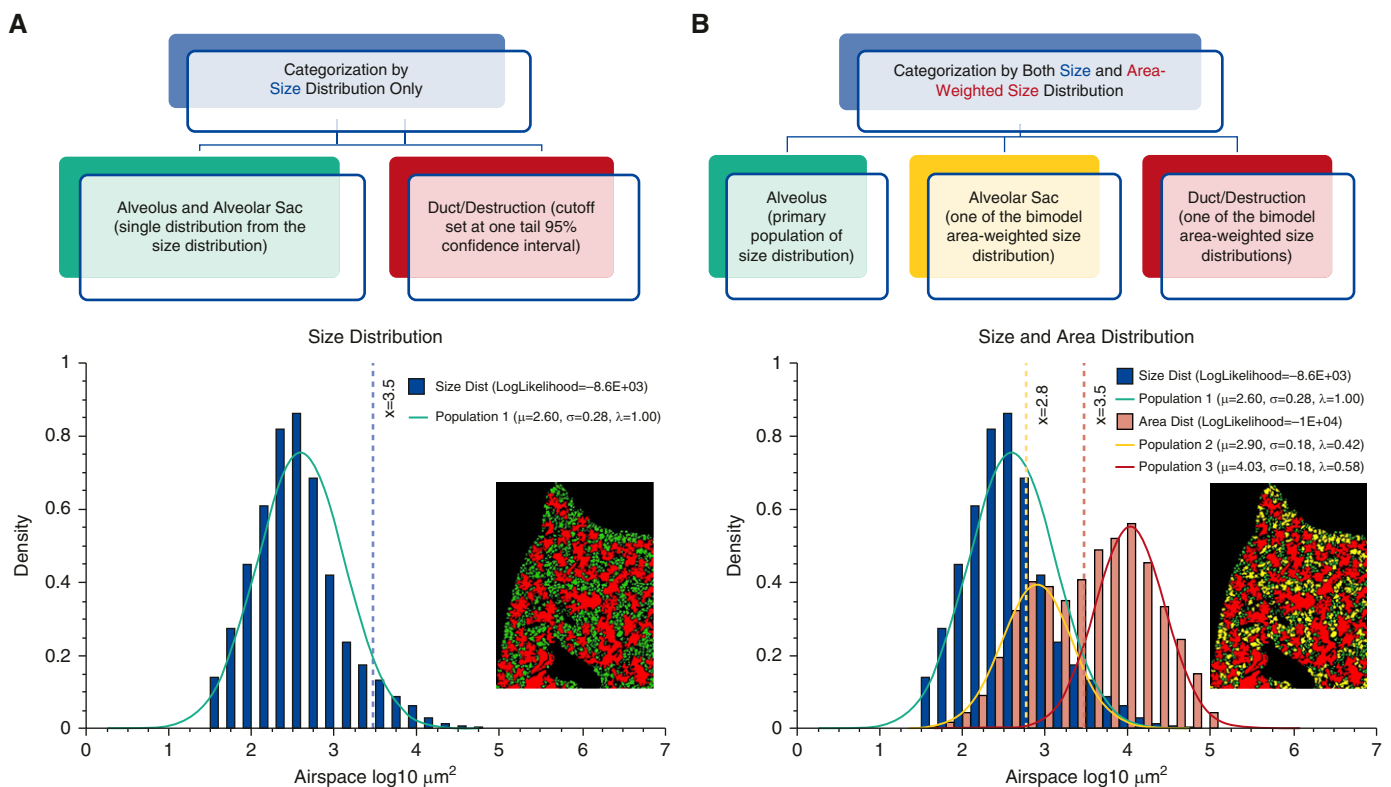 A
Categorization by
Size Distribution Only
Alveolus and Alveolar Sac
(single distribution from the
size distribution)
Duct/Destruction (cutoff
set at one tail 95%
confidence interval)
Size Distribution
1
0.8
0.6
0.4
0.2
0
Density
x=3.5
Size Dist (LogLikelihood=–8.6E+03)
Population 1 (μ=2.60, σ=0.28, λ=1.00)
0 1 2 3 4 5 6 7
Airspace log10 μm²
B
Categorization by Both Size and Area-
Weighted Size Distribution
Alveolus
(primary
population of
size distribution)
Alveolar Sac
(one of the bimodel
area-weighted size
distribution)
Duct/Destruction
(one of the bimodel
area-weighted size
distributions)
Size and Area Distribution
1
0.8
0.6
0.4
0.2
0
Density
x=2.8
x=3.5
Size Dist (LogLikelihood=–8.6E+03)
Population 1 (μ=2.60, σ=0.28, λ=1.00)
Area Dist (LogLikelihood=–1E+04)
Population 2 (μ=2.90, σ=0.18, λ=0.42)
Population 3 (μ=4.03, σ=0.18, λ=0.58)
0 1 2 3 4 5 6 7
Airspace log10 μm²